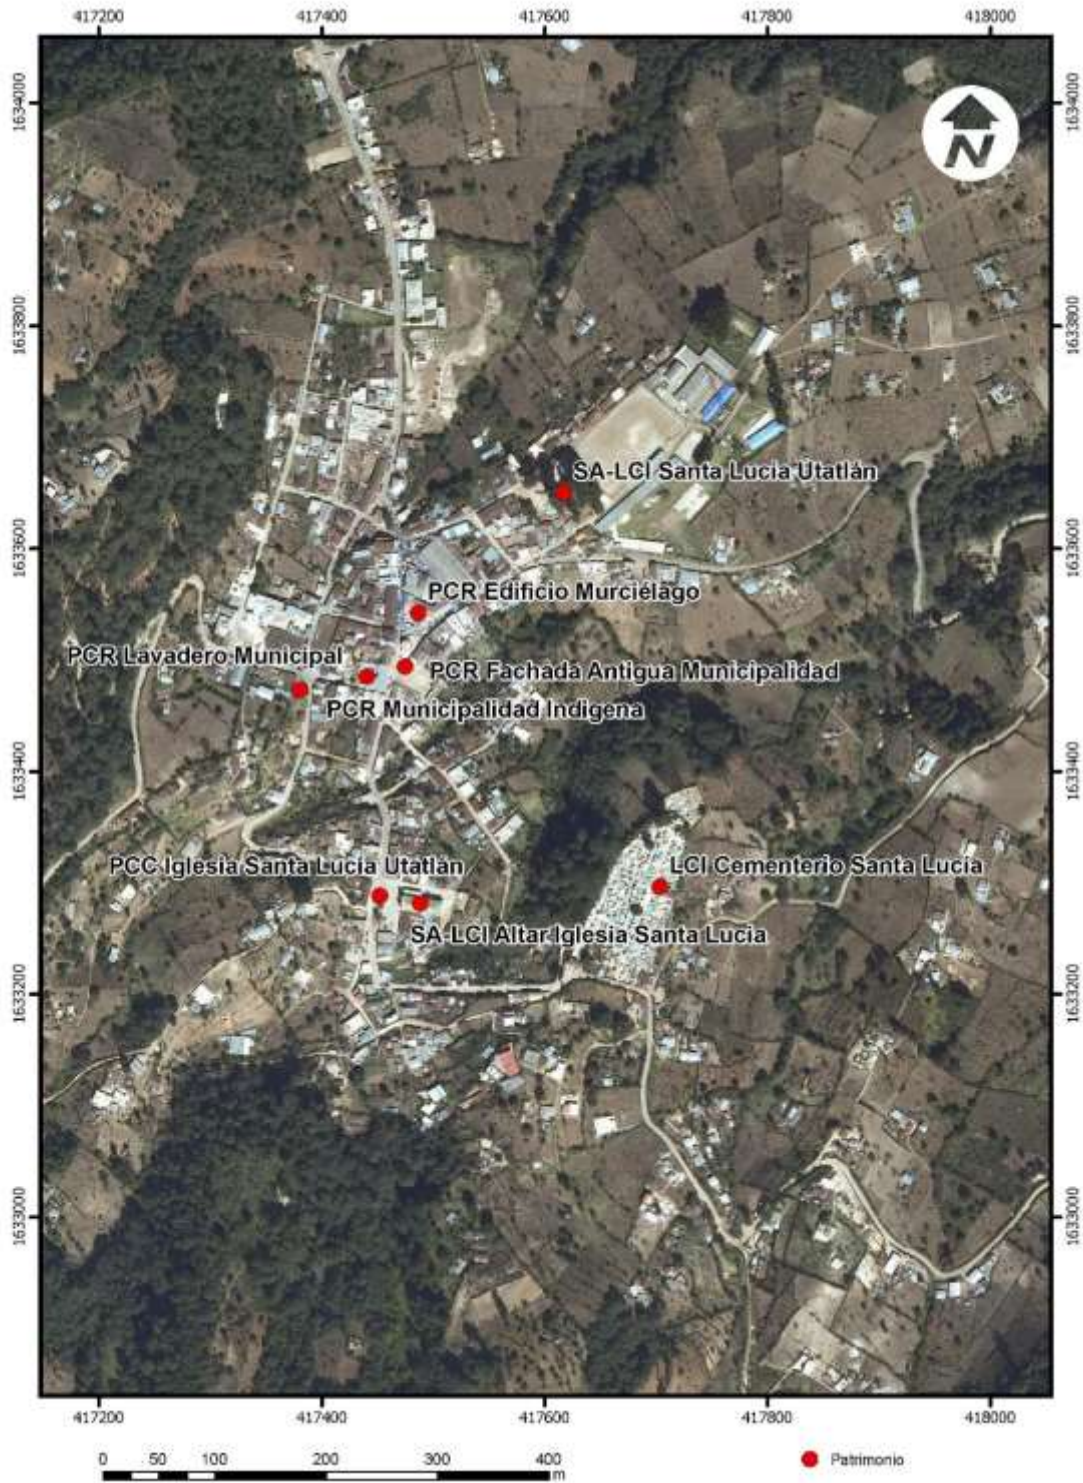 417200 417400 417600 417800 418000
1634000 1634000
N
1633800 1633800
SA-LCI Santa Lucia Utatlán
1633600 1633600
PCR Edificio Murciélago
PCR Lavadero Municipal
PCR Fachada Antigua Municipalidad
PCR Municipalidad Indigena
1633400 1633400
PCC Iglesia Santa Lucia Utatlán
LCI Cementerio Santa Lucia
SA-LCI Altar Iglesia Santa Lucia
1633200 1633200
1633000 1633000
417200 417400 417600 417800 418000
0 50 100 200 300 400
m
Patrimonio